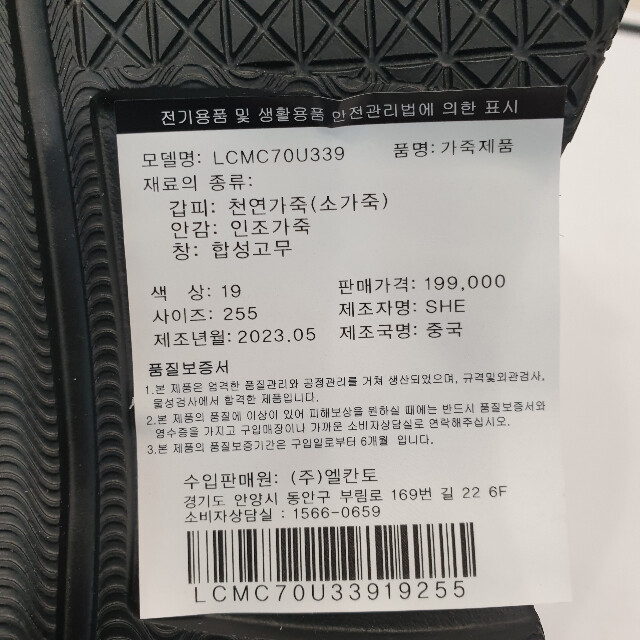 전기용품 및 생활용품 안전관리법에 의한 표시
모델명: LCMC70U339 품명: 가죽제품
재료의 종류:
갑피: 천연가죽(소가죽)
안감: 인조가죽
창: 합성고무
색 상: 19 판매가격: 199,000
사이즈: 255 제조자명: SHE
제조년월: 2023.05 제조국명: 중국
품질보증서
1.본 제품은 엄격한 품질관리와 공정관리를 거쳐 생산되었으며, 규격및외관검사,
물성검사에서 합격한 제품입니다.
2.본 제품의 품질에 이상이 있어 피해보상을 원하실 때에는 반드시 품질보증서와
영수증을 가지고 구입매장이나 가까운 소비자상담실로 연락해주십시오.
3.본 제품의 품질보증기간은 구입일로부터 6개월 입니다.
수입판매원: (주)엘칸토
경기도 안양시 동안구 부림로 169번 길 22 6F
소비자상담실 : 1566-0659
LCMC70U33919255